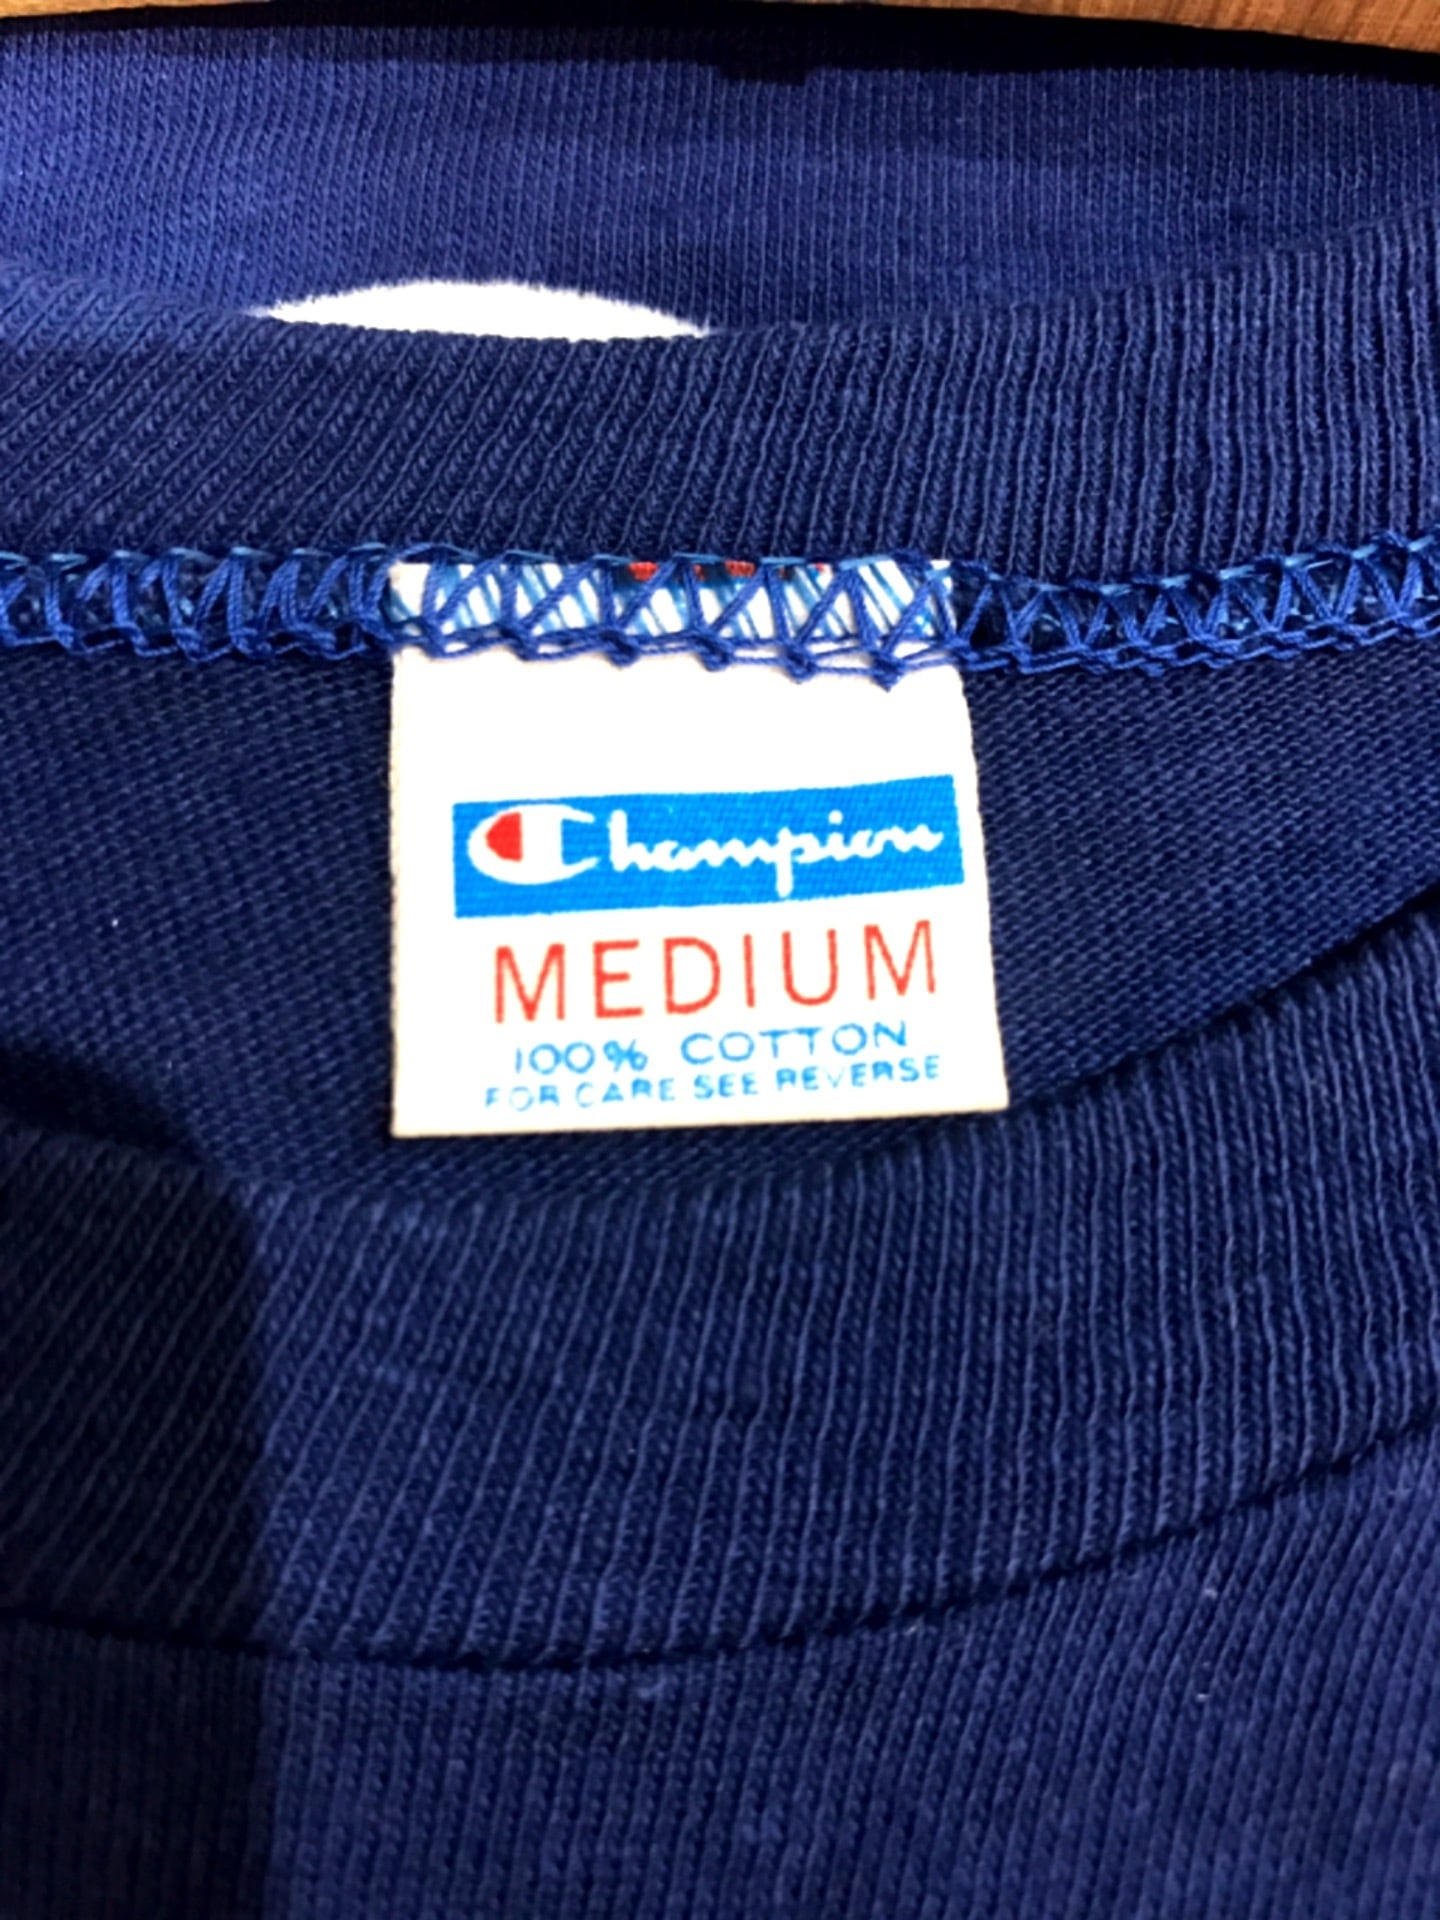 Champion
MEDIUM
100% COTTON
FOR CARE SEE REVERSE